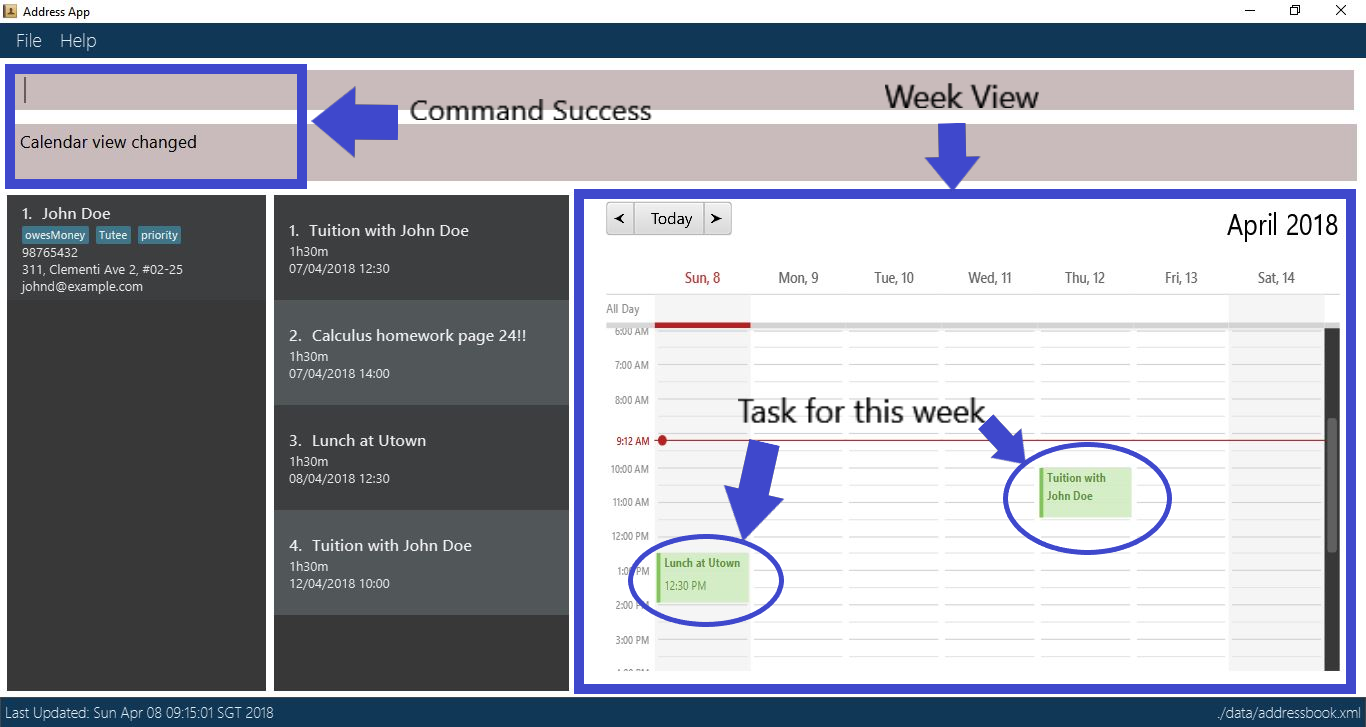 Address App
File Help
Command Success
Week View
Calendar view changed
1. John Doe
owesMoney Tutee priority
98765432
311, Clementi Ave 2, #02-25
johnd@example.com
1. Tuition with John Doe
1h30m
07/04/2018 12:30
2. Calculus homework page 24!!
1h30m
07/04/2018 14:00
3. Lunch at Utown
1h30m
08/04/2018 12:30
4. Tuition with John Doe
1h30m
12/04/2018 10:00
< Today >
April 2018
Sun, 8 Mon, 9 Tue, 10 Wed, 11 Thu, 12 Fri, 13 Sat, 14
All Day
6:00 AM
7:00 AM
8:00 AM
Task for this week
9:12 AM
10:00 AM
Tuition with
John Doe
11:00 AM
12:00 PM
Lunch at Utown
12:30 PM
1:00 PM
2:00 PM
3:00 PM
Last Updated: Sun Apr 08 09:15:01 SGT 2018
./data/addressbook.xml